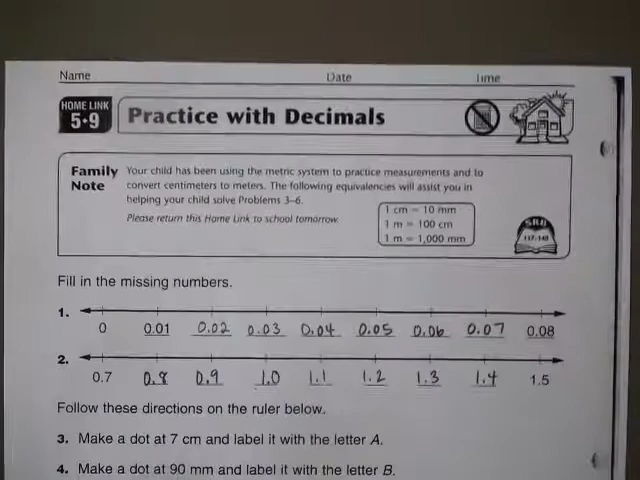 Name Date Time
HOME LINK
5•9
Practice with Decimals
Family Note
Your child has been using the metric system to practice measurements and to
convert centimeters to meters. The following equivalencies will assist you in
helping your child solve Problems 3–6.
Please return this Home Link to school tomorrow.
1 cm = 10 mm
1 m = 100 cm
1 m = 1,000 mm
SRB
Fill in the missing numbers.
1.
0 0.01 0.02 0.03 0.04 0.05 0.06 0.07 0.08
2.
0.7 0.8 0.9 1.0 1.1 1.2 1.3 1.4 1.5
Follow these directions on the ruler below.
3. Make a dot at 7 cm and label it with the letter A.
4. Make a dot at 90 mm and label it with the letter B.